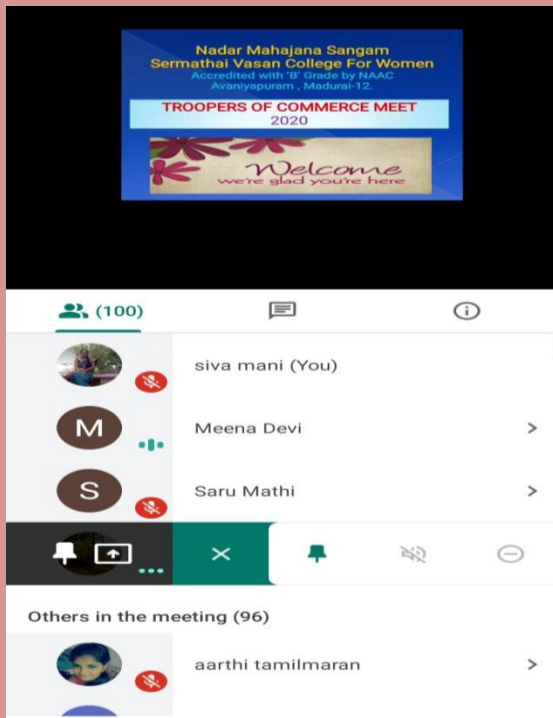 Nadar Mahajana Sangam
Sermathai Vasan College For Women
Accredited with 'B' Grade by NAAC
Avaniyapuram , Madurai-12.
TROOPERS OF COMMERCE MEET
2020
Welcome
we're glad you're here
(100)
siva mani (You)
M
Meena Devi
S
Saru Mathi
Others in the meeting (96)
aarthi tamilmaran